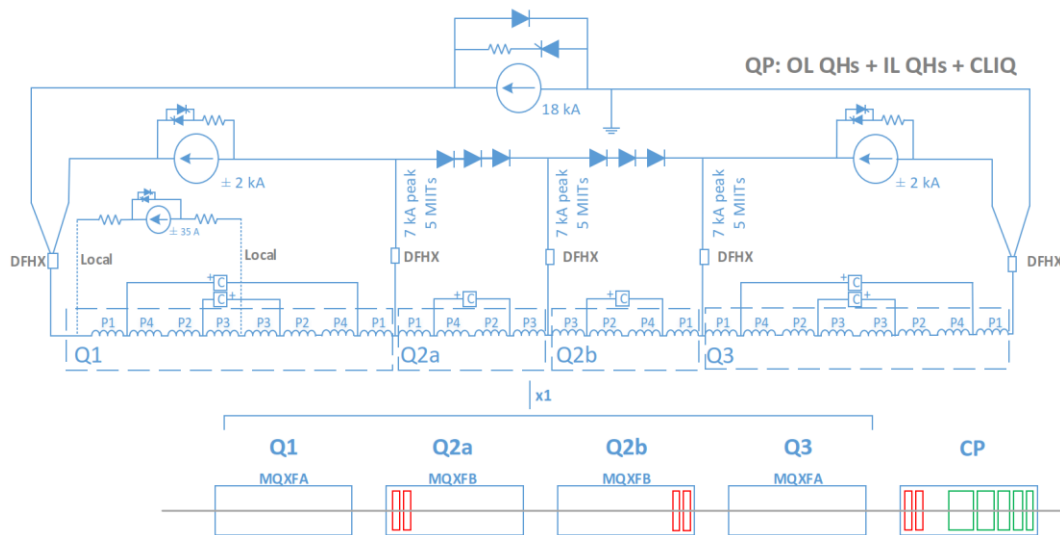 QP: OL QHs + IL QHs + CLIQ
18 kA
± 2 kA
± 2 kA
± 35 A
7 kA peak
5 MIITs
7 kA peak
5 MIITs
7 kA peak
5 MIITs
DFHX
Local
Local
DFHX
DFHX
DFHX
DFHX
+ C
C +
+ C
+ C
+ C
+ C
P1 P4 P2 P3 P3 P2 P4 P1
P1 P4 P2 P3
P3 P2 P4 P1
P1 P4 P2 P3 P3 P2 P4 P1
Q1 Q2a Q2b Q3
x1
Q1 Q2a Q2b Q3 CP
MQXFA MQXFB MQXFB MQXFA